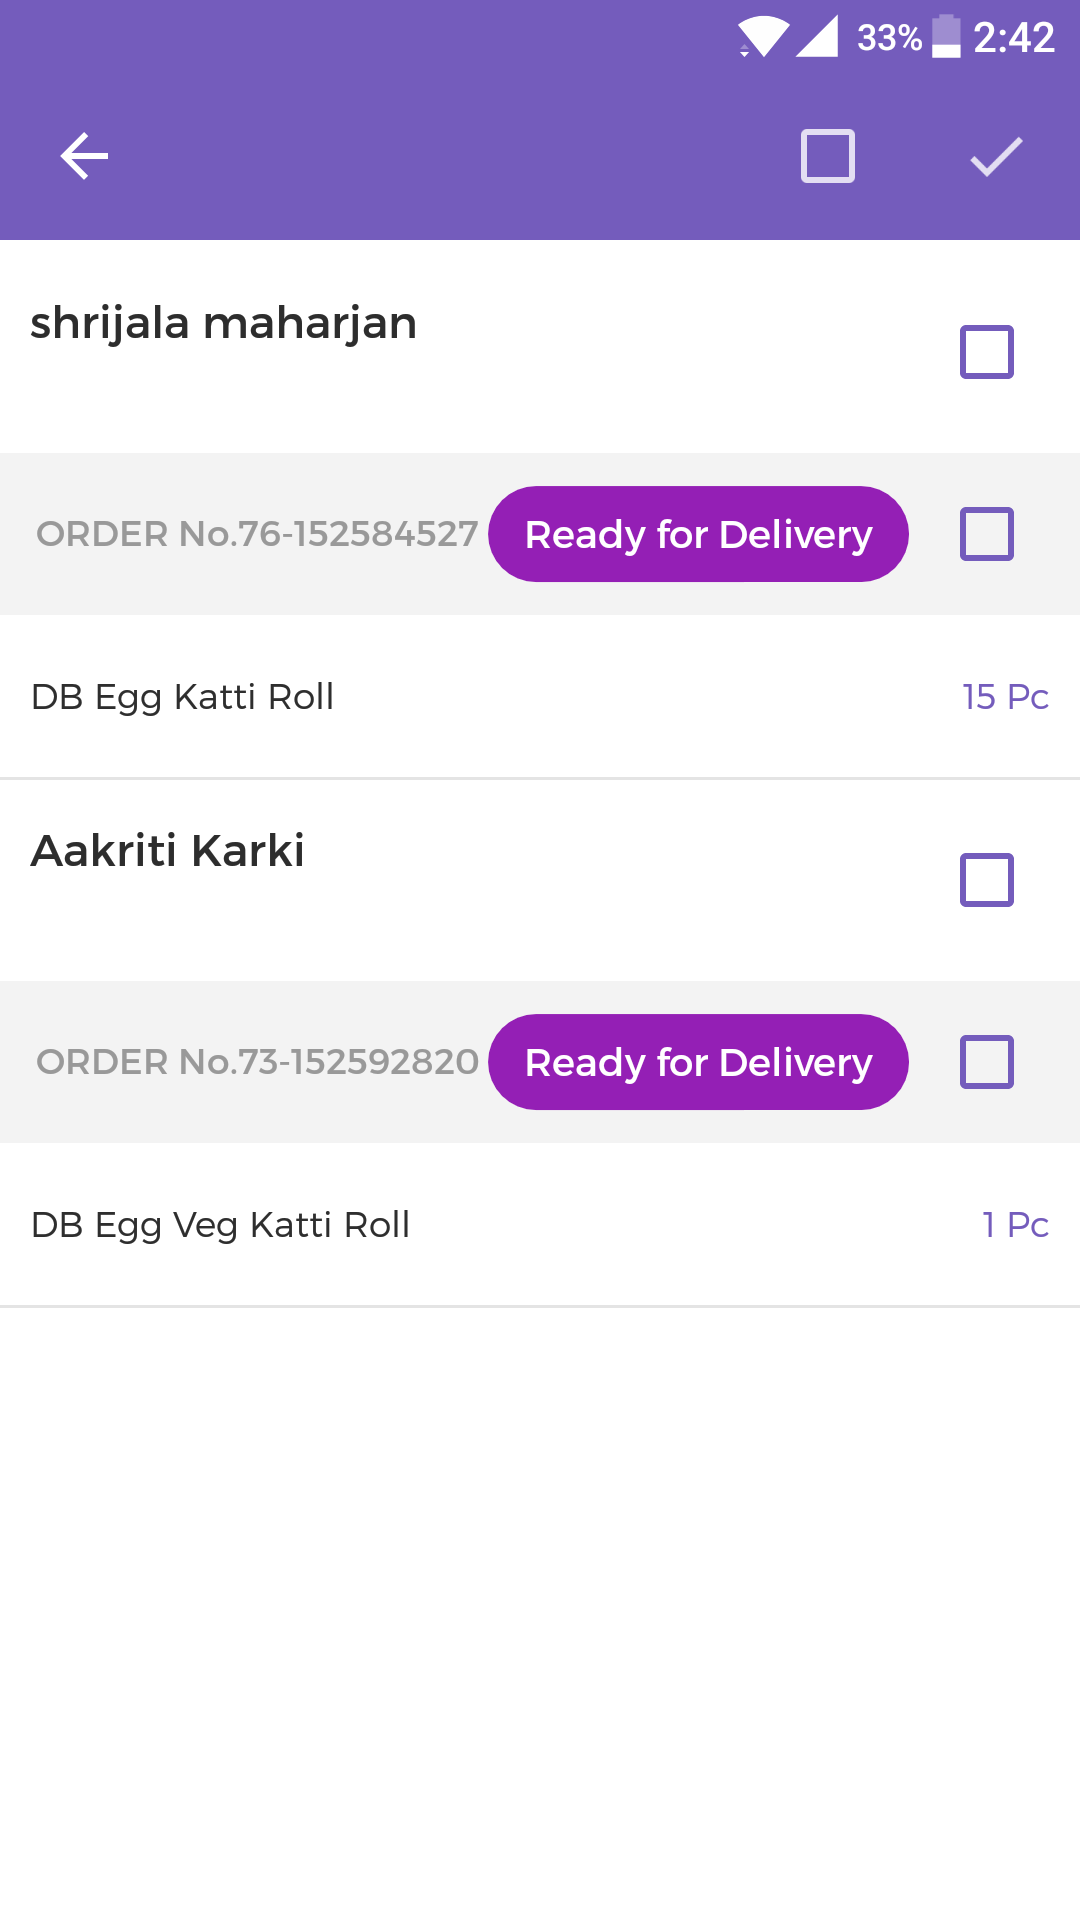 33% 2:42
shrijala maharjan
ORDER No.76-152584527 Ready for Delivery
DB Egg Katti Roll 15 Pc
Aakriti Karki
ORDER No.73-152592820 Ready for Delivery
DB Egg Veg Katti Roll 1 Pc